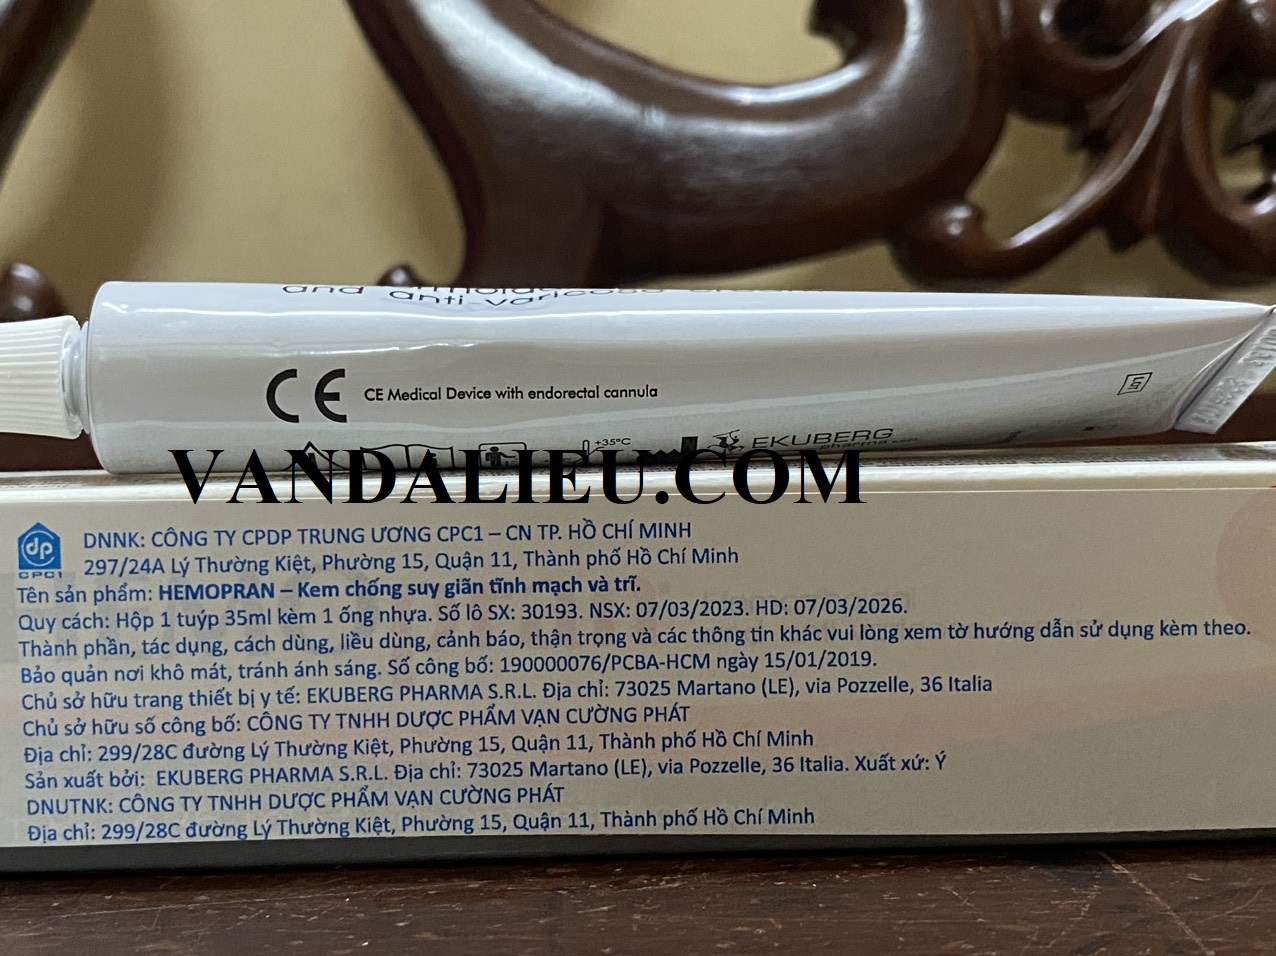 anti-varicose
CE
CE Medical Device with endorectal cannula
+35°C
EKUBERG
pharma
VANDALIEU.COM
dp
CPC1
DNNK: CÔNG TY CPDP TRUNG ƯƠNG CPC1 – CN TP. HỒ CHÍ MINH
297/24A Lý Thường Kiệt, Phường 15, Quận 11, Thành phố Hồ Chí Minh
Tên sản phẩm: HEMOPRAN – Kem chống suy giãn tĩnh mạch và trĩ.
Quy cách: Hộp 1 tuýp 35ml kèm 1 ống nhựa. Số lô SX: 30193. NSX: 07/03/2023. HD: 07/03/2026.
Thành phần, tác dụng, cách dùng, liều dùng, cảnh báo, thận trọng và các thông tin khác vui lòng xem tờ hướng dẫn sử dụng kèm theo.
Bảo quản nơi khô mát, tránh ánh sáng. Số công bố: 190000076/PCBA-HCM ngày 15/01/2019.
Chủ sở hữu trang thiết bị y tế: EKUBERG PHARMA S.R.L. Địa chỉ: 73025 Martano (LE), via Pozzelle, 36 Italia
Chủ sở hữu số công bố: CÔNG TY TNHH DƯỢC PHẨM VẠN CƯỜNG PHÁT
Địa chỉ: 299/28C đường Lý Thường Kiệt, Phường 15, Quận 11, Thành phố Hồ Chí Minh
Sản xuất bởi: EKUBERG PHARMA S.R.L. Địa chỉ: 73025 Martano (LE), via Pozzelle, 36 Italia. Xuất xứ: Ý
DNUTNK: CÔNG TY TNHH DƯỢC PHẨM VẠN CƯỜNG PHÁT
Địa chỉ: 299/28C đường Lý Thường Kiệt, Phường 15, Quận 11, Thành phố Hồ Chí Minh